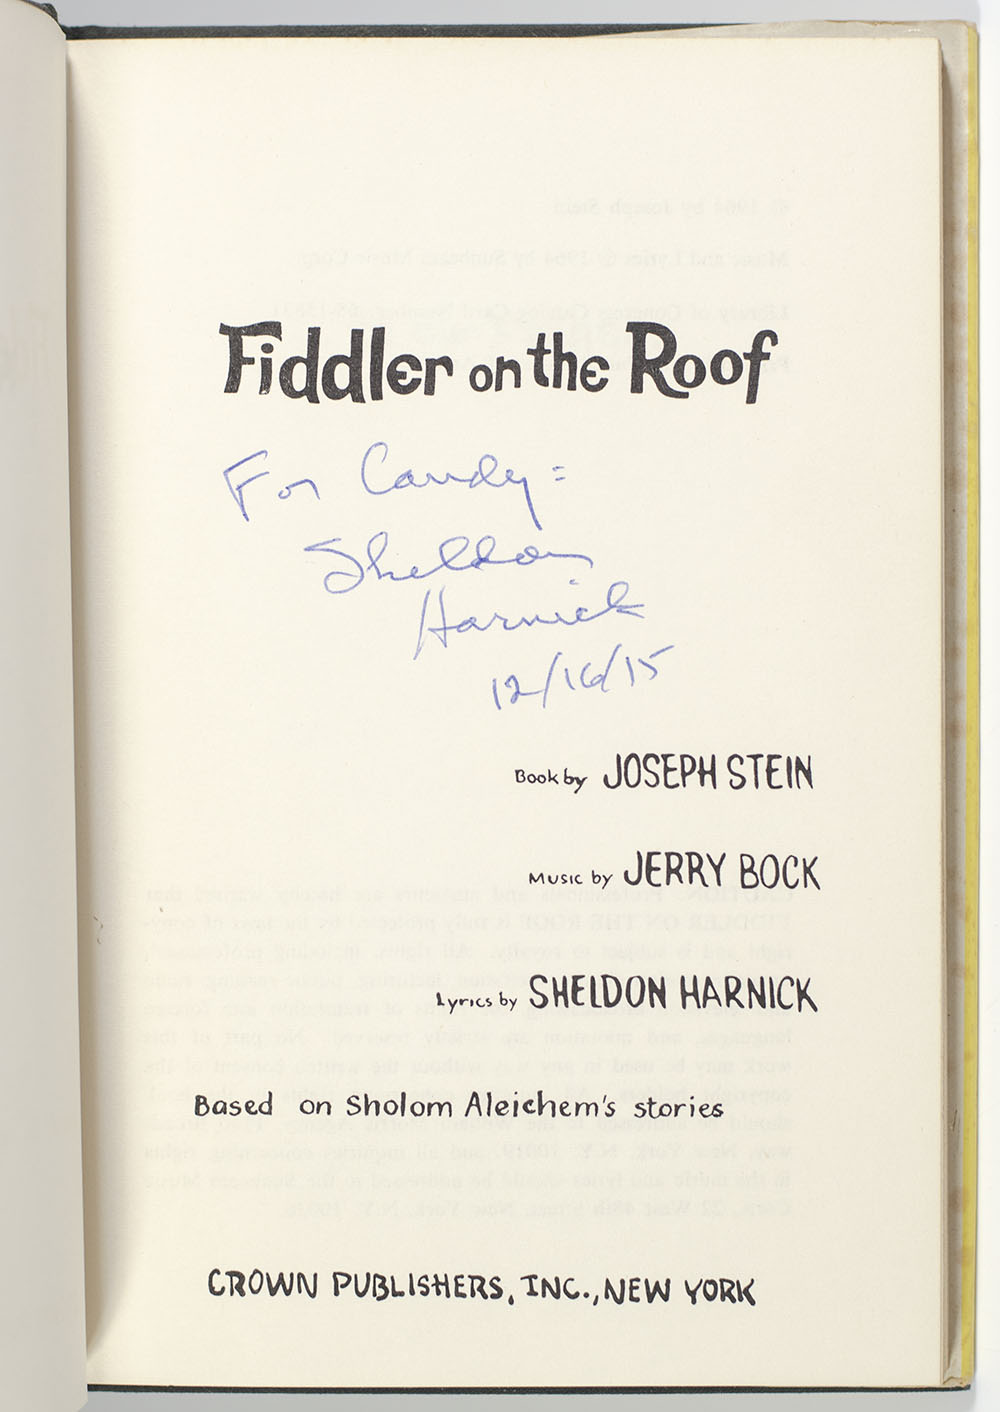 Fiddler on the Roof
For Candy:
Sheldon
Harnick
12/16/15
Book by JOSEPH STEIN
Music by JERRY BOCK
Lyrics by SHELDON HARNICK
Based on Sholom Aleichem's stories
CROWN PUBLISHERS, INC., NEW YORK